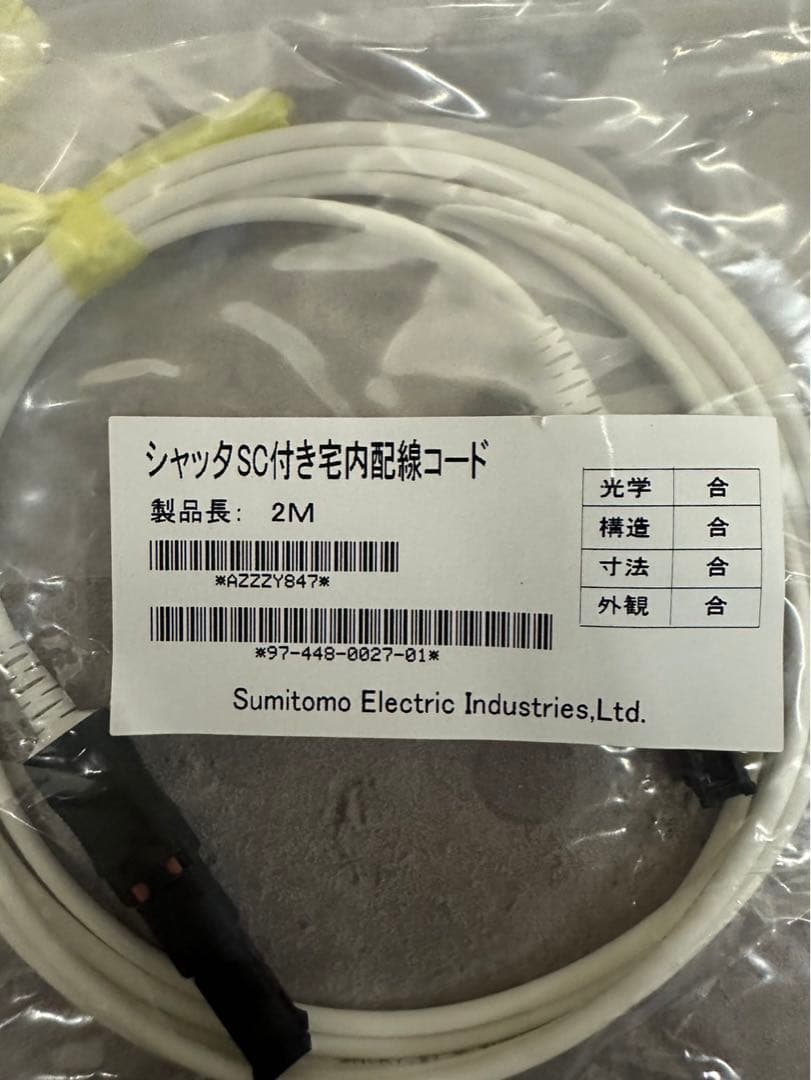 シャッタSC付き宅内配線コード
製品長: 2M
*AZZZY847*
*97-448-0027-01*
Sumitomo Electric Industries,Ltd.
光学 合
構造 合
寸法 合
外観 合